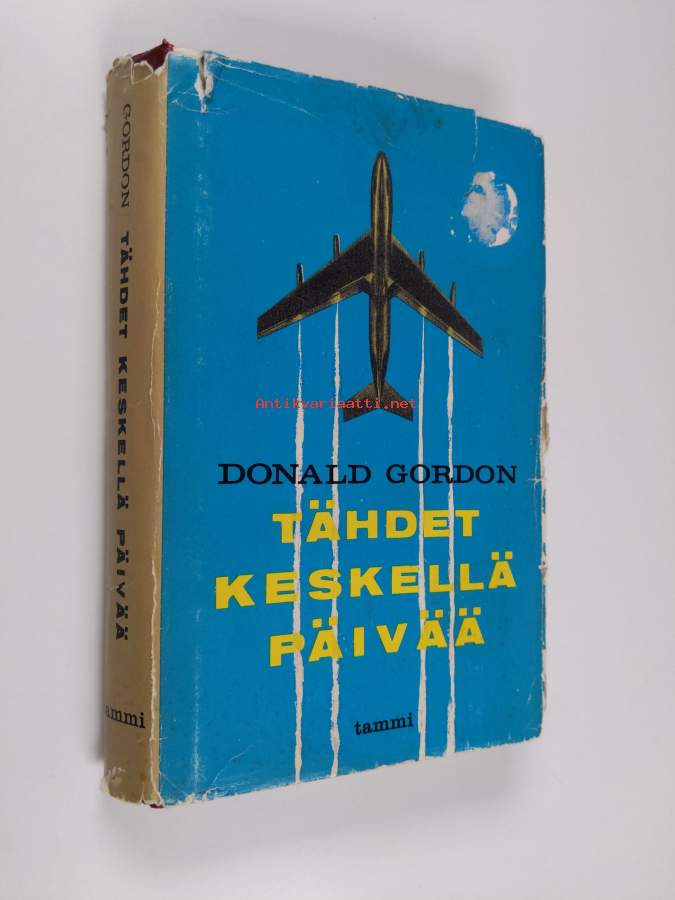 GORDON TÄHDET KESKELLÄ PÄIVÄÄ
tammi
Antikvariaatti.net
DONALD GORDON
TÄHDET
KESKELLÄ
PÄIVÄÄ
tammi